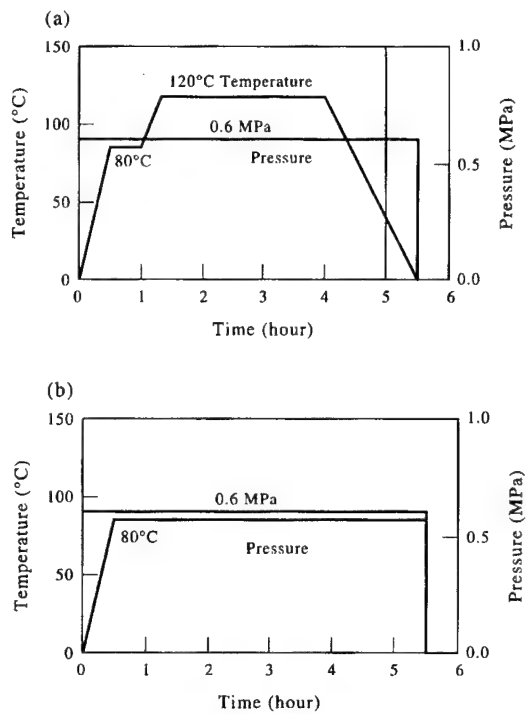 (a)
150
100
50
0
Temperature (°C)
120°C Temperature
0.6 MPa
80°C
Pressure
1.0
0.5
0.0
Pressure (MPa)
0 1 2 3 4 5 6
Time (hour)
(b)
150
100
50
0
Temperature (°C)
0.6 MPa
80°C
Pressure
1.0
0.5
0.0
Pressure (MPa)
0 1 2 3 4 5 6
Time (hour)